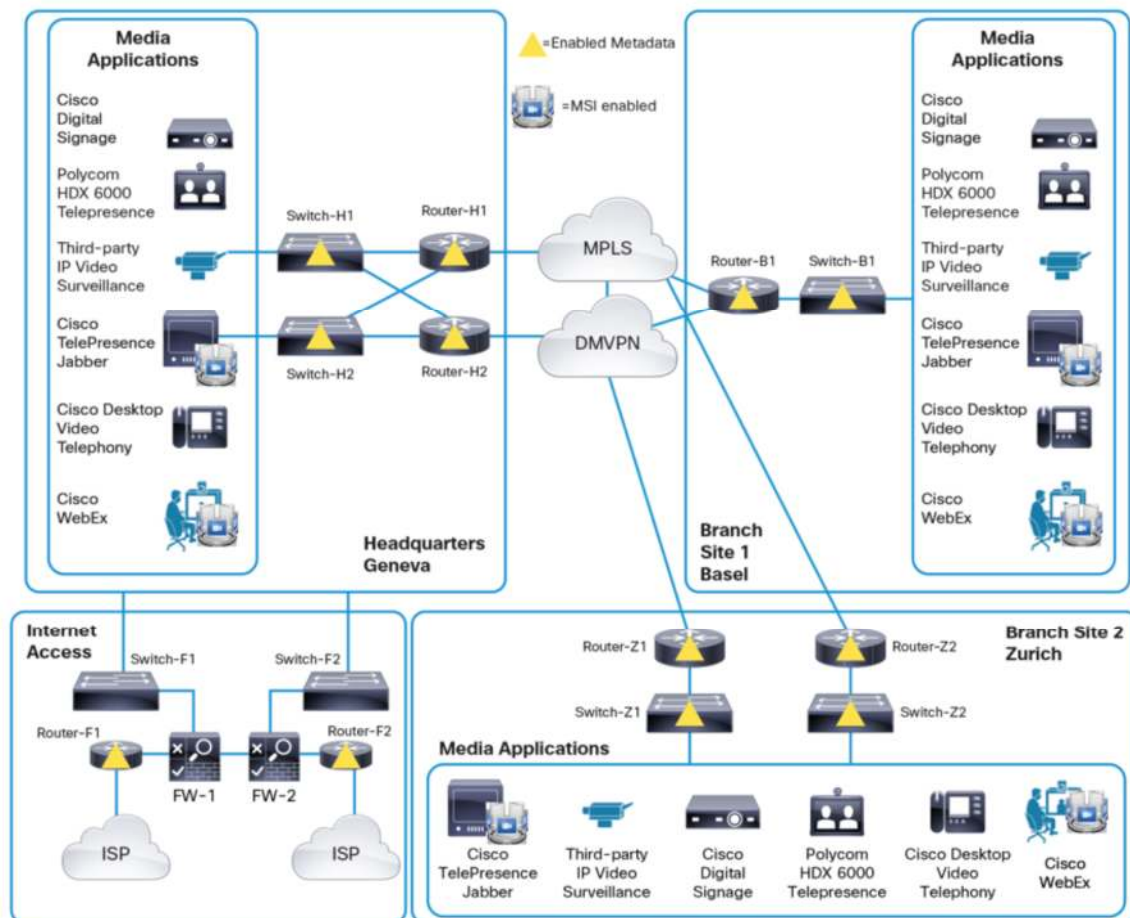 Media
Applications
Cisco
Digital
Signage
Polycom
HDX 6000
Telepresence
Third-party
IP Video
Surveillance
Cisco
TelePresence
Jabber
Cisco Desktop
Video
Telephony
Cisco
WebEx
Switch-H1
Router-H1
Switch-H2
Router-H2
Headquarters
Geneva
=Enabled Metadata
=MSI enabled
MPLS
DMVPN
Router-B1
Switch-B1
Branch
Site 1
Basel
Media
Applications
Cisco
Digital
Signage
Polycom
HDX 6000
Telepresence
Third-party
IP Video
Surveillance
Cisco
TelePresence
Jabber
Cisco Desktop
Video
Telephony
Cisco
WebEx
Internet
Access
Switch-F1
Switch-F2
Router-F1
Router-F2
FW-1
FW-2
ISP
ISP
Branch Site 2
Zurich
Router-Z1
Router-Z2
Switch-Z1
Switch-Z2
Media Applications
Cisco
TelePresence
Jabber
Third-party
IP Video
Surveillance
Cisco
Digital
Signage
Polycom
HDX 6000
Telepresence
Cisco Desktop
Video
Telephony
Cisco
WebEx